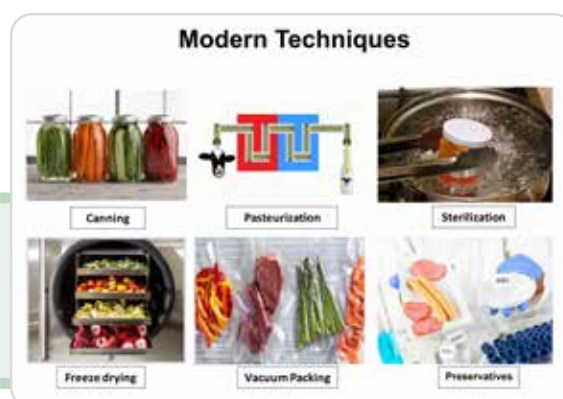 Modern Techniques
Canning
Pasteurization
Sterilization
Freeze drying
Vacuum Packing
Preservatives